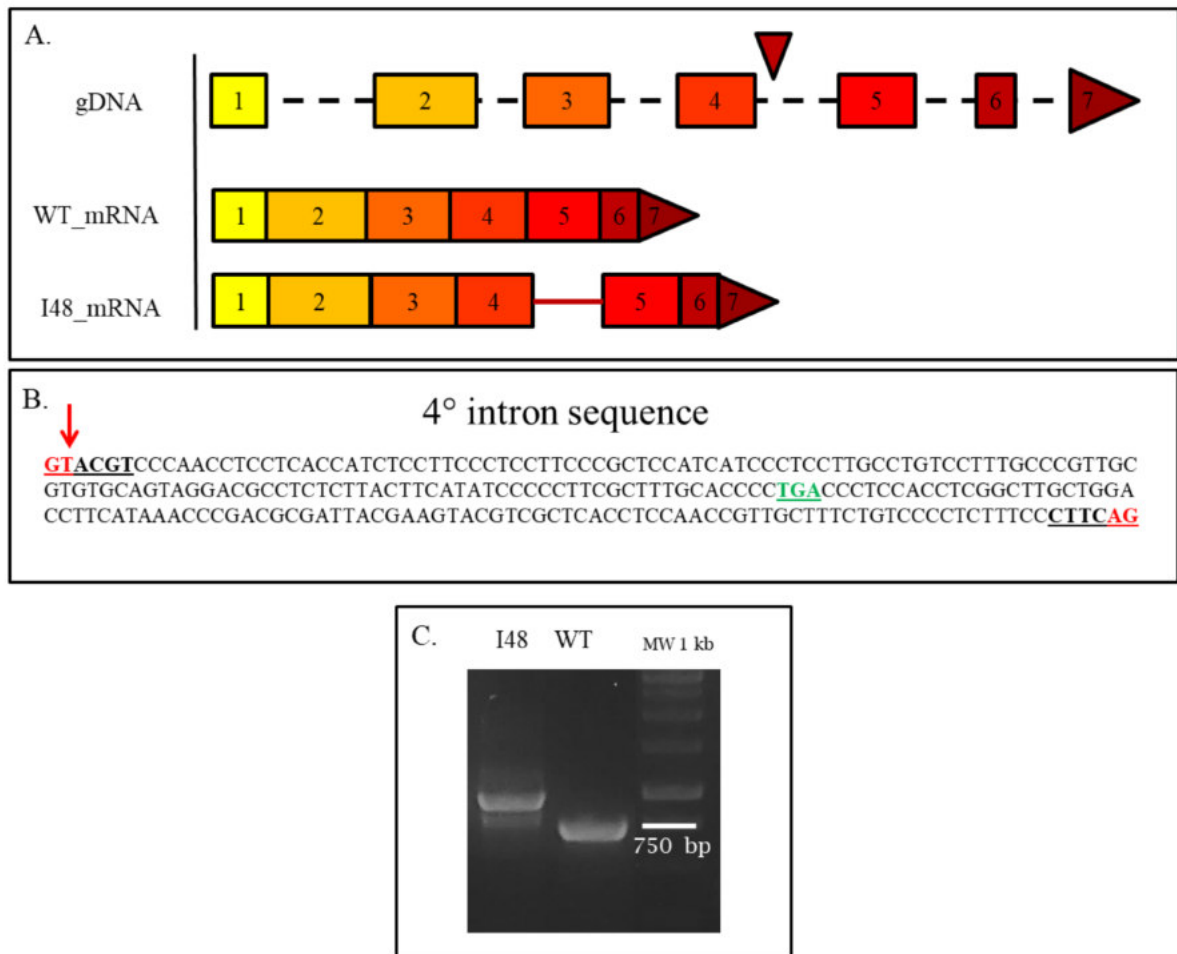 A.
gDNA
1 2 3 4 5 6 7
WT_mRNA
1 2 3 4 5 6 7
I48_mRNA
1 2 3 4 5 6 7
B.
4° intron sequence
GTACGTCCCAACCTCCTCACCATCTCCTTCCCTCCTTCCCGCTCCATCATCCCTCCTTGCCTGTCCTTTGCCCGTTGC
GTGTGCAGTAGGACGCCTCTCTTACTTCATATCCCCCTTCGCTTTGCACCCCTGACCCTCCACCTCGGCTTGCTGGA
CCTTCATAAACCCGACGCGATTACGAAGTACGTCGCTCACCTCCAACCGTTGCTTTCTGTCCCCTCTTTCCCTTCAG
C.
I48 WT MW 1 kb
750 bp